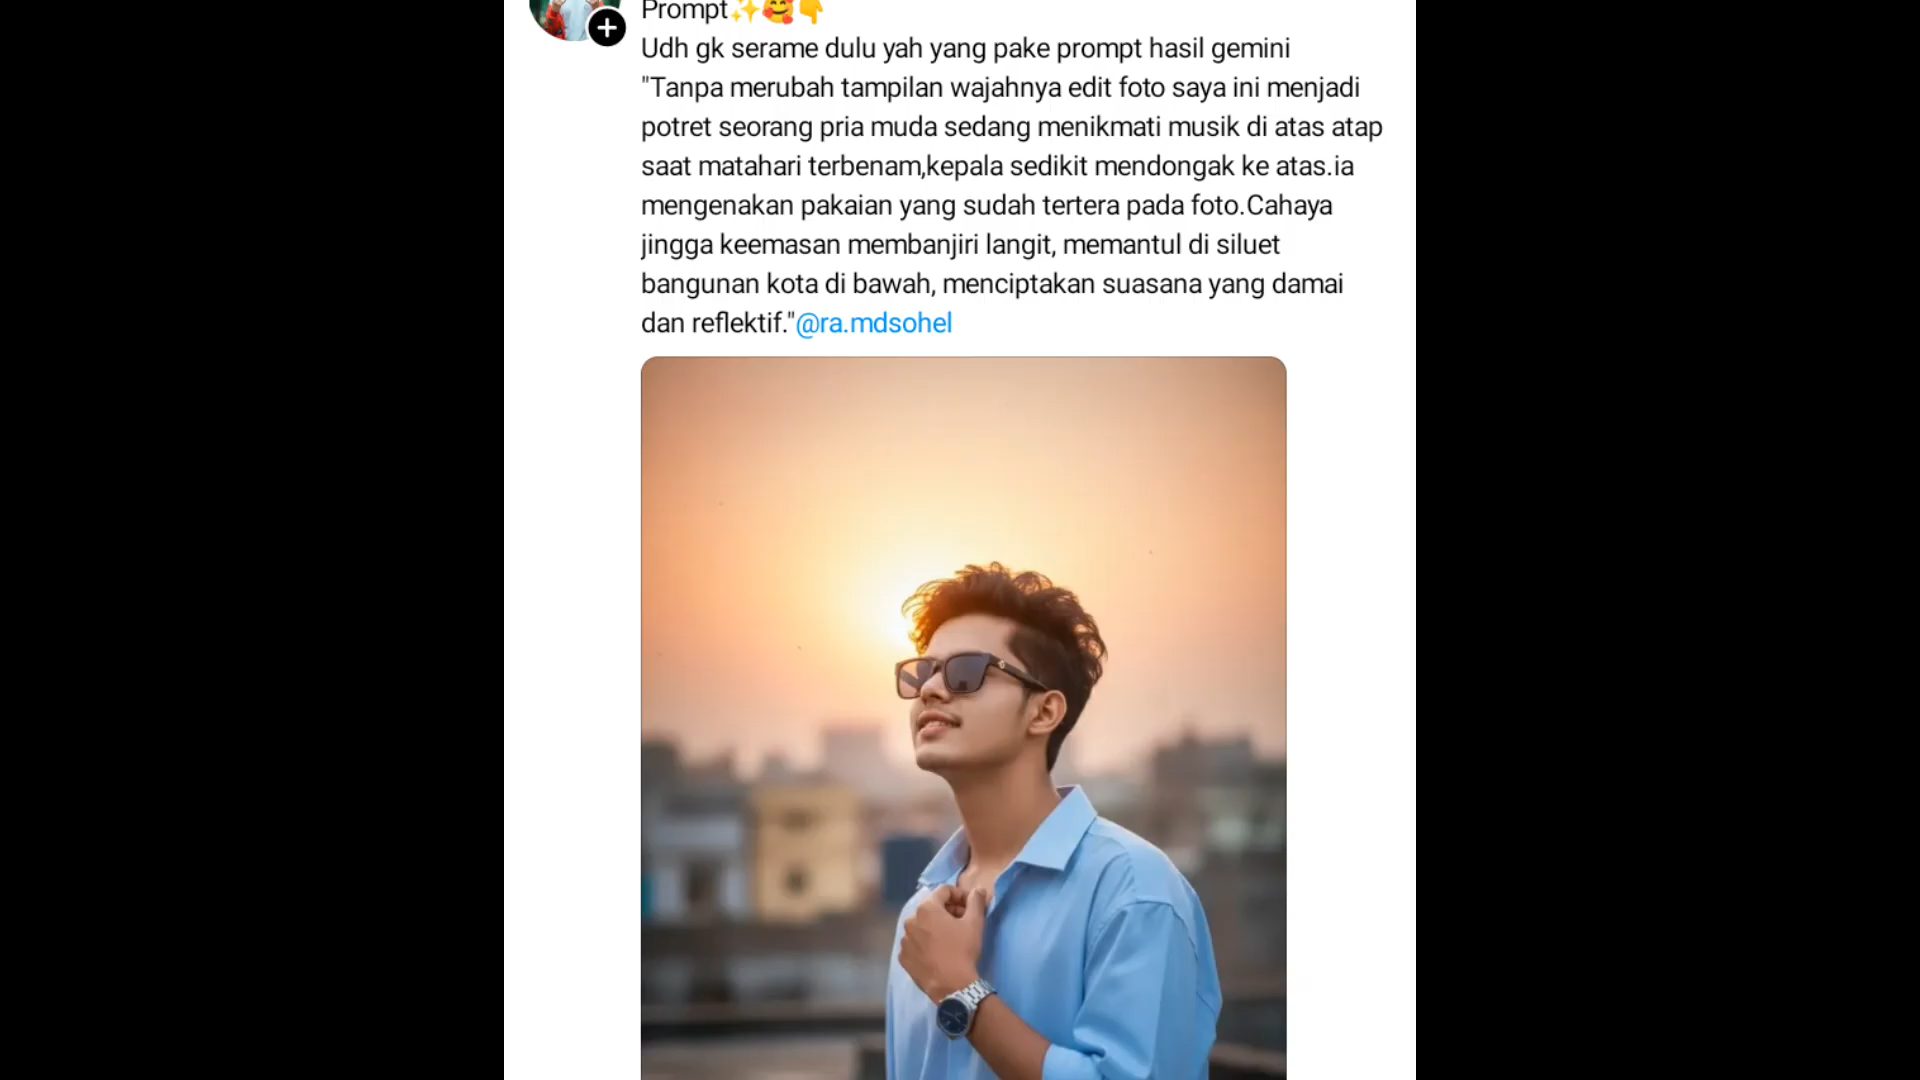 Prompt✨🥰👇
Udh gk serame dulu yah yang pake prompt hasil gemini
"Tanpa merubah tampilan wajahnya edit foto saya ini menjadi
potret seorang pria muda sedang menikmati musik di atas atap
saat matahari terbenam,kepala sedikit mendongak ke atas.ia
mengenakan pakaian yang sudah tertera pada foto.Cahaya
jingga keemasan membanjiri langit, memantul di siluet
bangunan kota di bawah, menciptakan suasana yang damai
dan reflektif."@ra.mdsohel